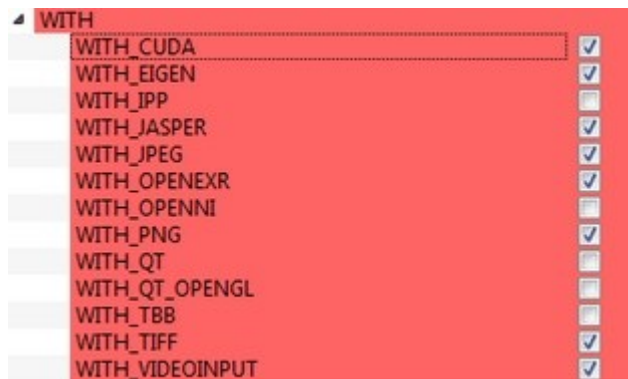 WITH
WITH_CUDA
WITH_EIGEN
WITH_IPP
WITH_JASPER
WITH_JPEG
WITH_OPENEXR
WITH_OPENNI
WITH_PNG
WITH_QT
WITH_QT_OPENGL
WITH_TBB
WITH_TIFF
WITH_VIDEOINPUT